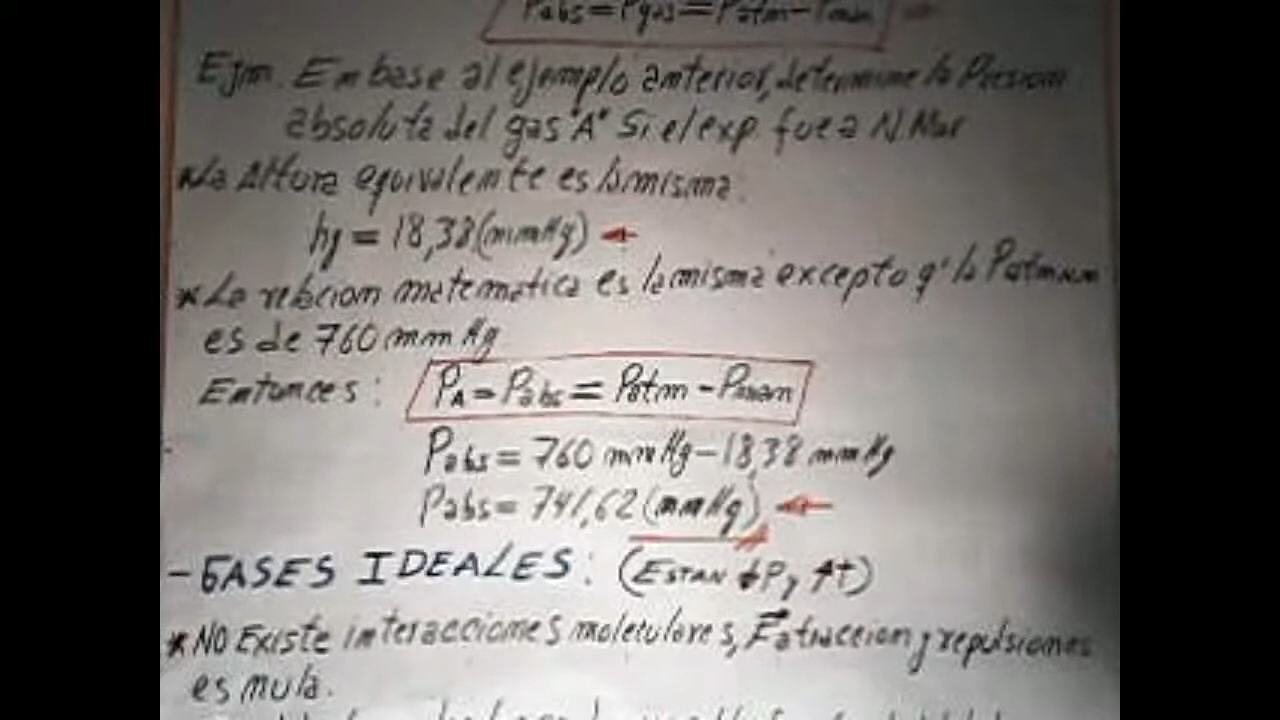 Pabs = Pgas = Patm - Pman
Ejm. En base al ejemplo anterior, determine la Presion
absoluta del gas "A" Si el exp. fue a N. Mar
*La Altura equivalente es la misma:
hg = 18,38 (mmHg)
*La relacion matematica es la misma excepto q' la Patm
es de 760 mm Hg
Entonces: PA = Pabs = Patm - Pman
Pabs = 760 mmHg - 18,38 mmHg
Pabs = 741,62 (mmHg)
- GASES IDEALES: (ESTAN ↓P y ↑t)
*NO EXISTE interacciones moleculares, F atraccion y repulsiones
es nula.